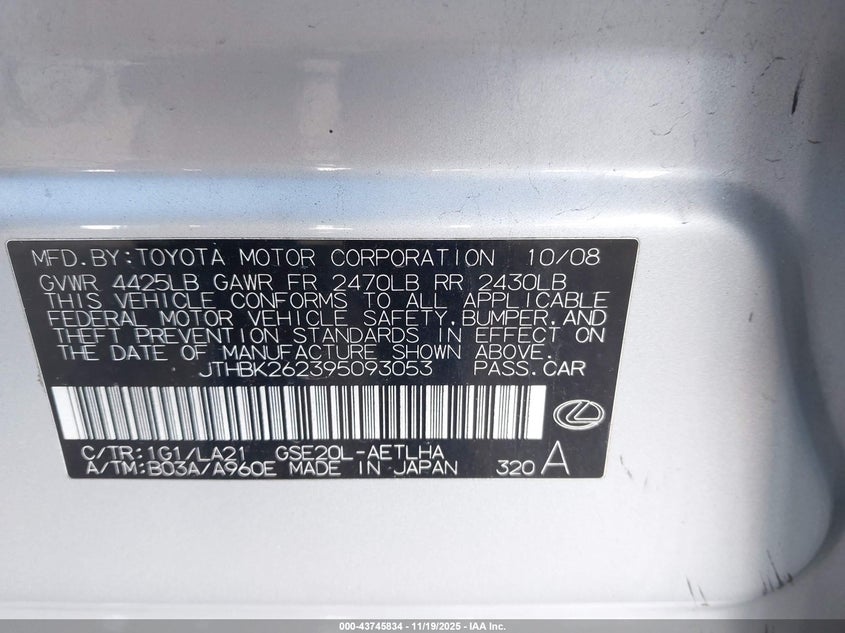 MFD.BY:TOYOTA MOTOR CORPORATION 10/08
GVWR 4425LB GAWR FR 2470LB RR 2430LB
THIS VEHICLE CONFORMS TO ALL APPLICABLE
FEDERAL MOTOR VEHICLE SAFETY,BUMPER,AND
THEFT PREVENTION STANDARDS IN EFFECT ON
THE DATE OF MANUFACTURE SHOWN ABOVE.
JTHBK262395093053 PASS.CAR
C/TR:1G1/LA21 GSE20L-AETLHA
A/TM:B03A/A960E MADE IN JAPAN 320 A
000-43745834 - 11/19/2025 - IAA Inc.